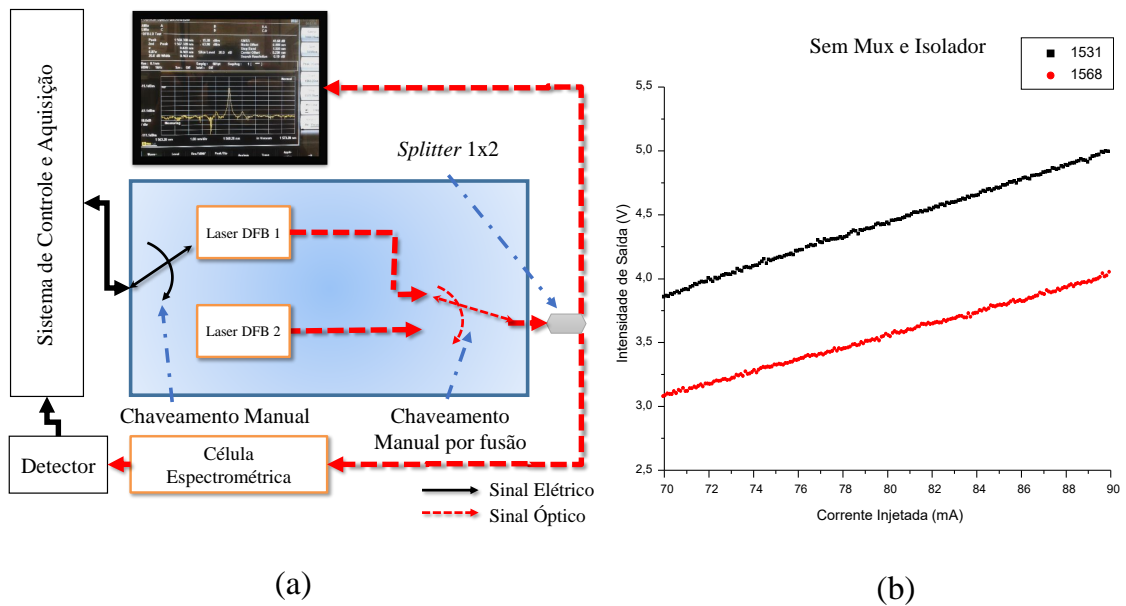 Sistema de Controle e Aquisição
Splitter 1x2
Laser DFB 1
Laser DFB 2
Chaveamento Manual
Chaveamento
Manual por fusão
Detector
Célula
Espectrométrica
Sinal Elétrico
Sinal Óptico
(a)
Sem Mux e Isolador
1531
1568
Intensidade de Saída (V)
5,5
5,0
4,5
4,0
3,5
3,0
2,5
70 72 74 76 78 80 82 84 86 88 90
Corrente Injetada (mA)
(b)